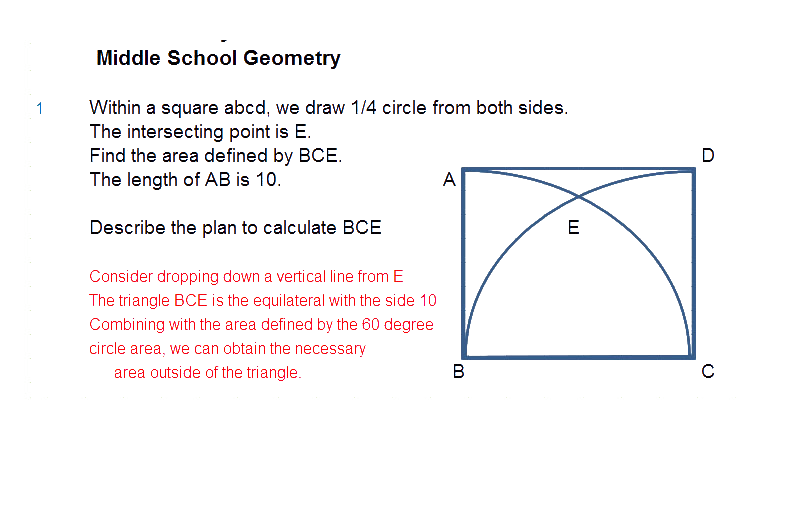 Middle School Geometry
1 Within a square abcd, we draw 1/4 circle from both sides.
The intersecting point is E.
Find the area defined by BCE.
The length of AB is 10.
Describe the plan to calculate BCE
Consider dropping down a vertical line from E
The triangle BCE is the equilateral with the side 10
Combining with the area defined by the 60 degree
circle area, we can obtain the necessary
area outside of the triangle.
A
D
E
B
C